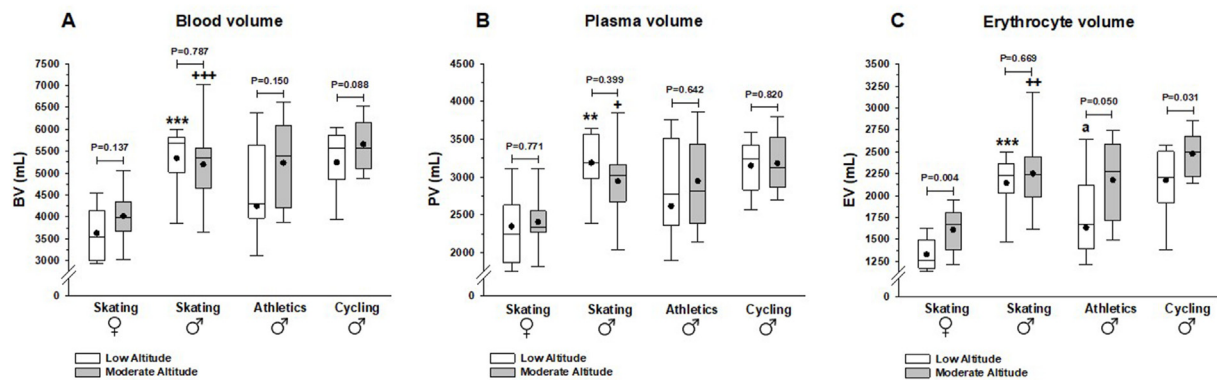 A Blood volume
P=0.787
P=0.150
P=0.088
P=0.137
+++
***
BV (mL)
7500
7000
6500
6000
5500
5000
4500
4000
3500
3000
0
Skating Skating Athletics Cycling
♀ ♂ ♂ ♂
Low Altitude
Moderate Altitude
B Plasma volume
P=0.399
P=0.642
P=0.820
P=0.771
+
**
PV (mL)
4500
4000
3500
3000
2500
2000
0
Skating Skating Athletics Cycling
♀ ♂ ♂ ♂
Low Altitude
Moderate Altitude
C Erythrocyte volume
P=0.669
P=0.050
P=0.031
P=0.004
++
***
a
EV (mL)
3500
3250
3000
2750
2500
2250
2000
1750
1500
1250
0
Skating Skating Athletics Cycling
♀ ♂ ♂ ♂
Low Altitude
Moderate Altitude